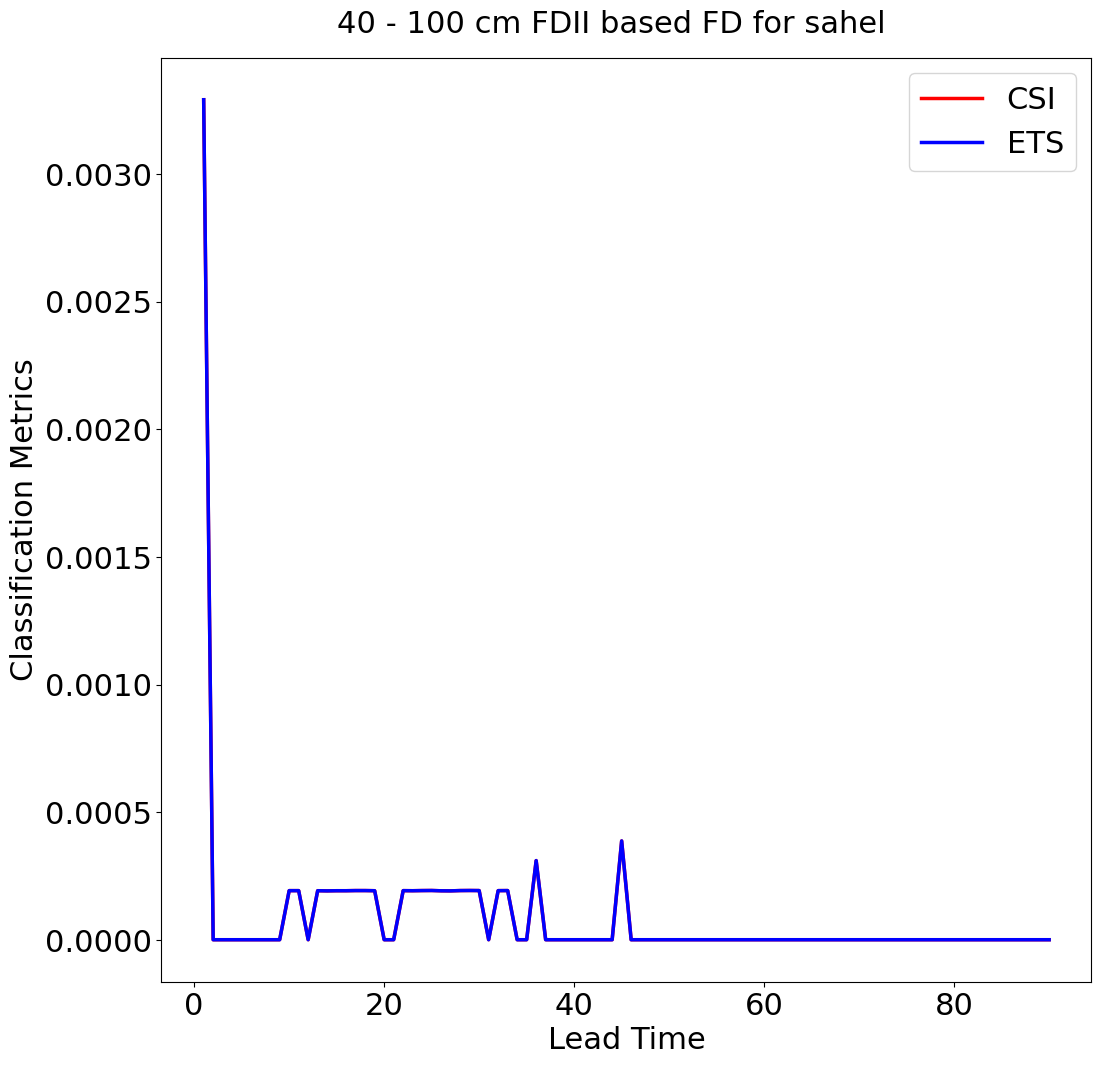 40 - 100 cm FDII based FD for sahel
CSI
ETS
Classification Metrics
0.0030
0.0025
0.0020
0.0015
0.0010
0.0005
0.0000
0 20 40 60 80
Lead Time